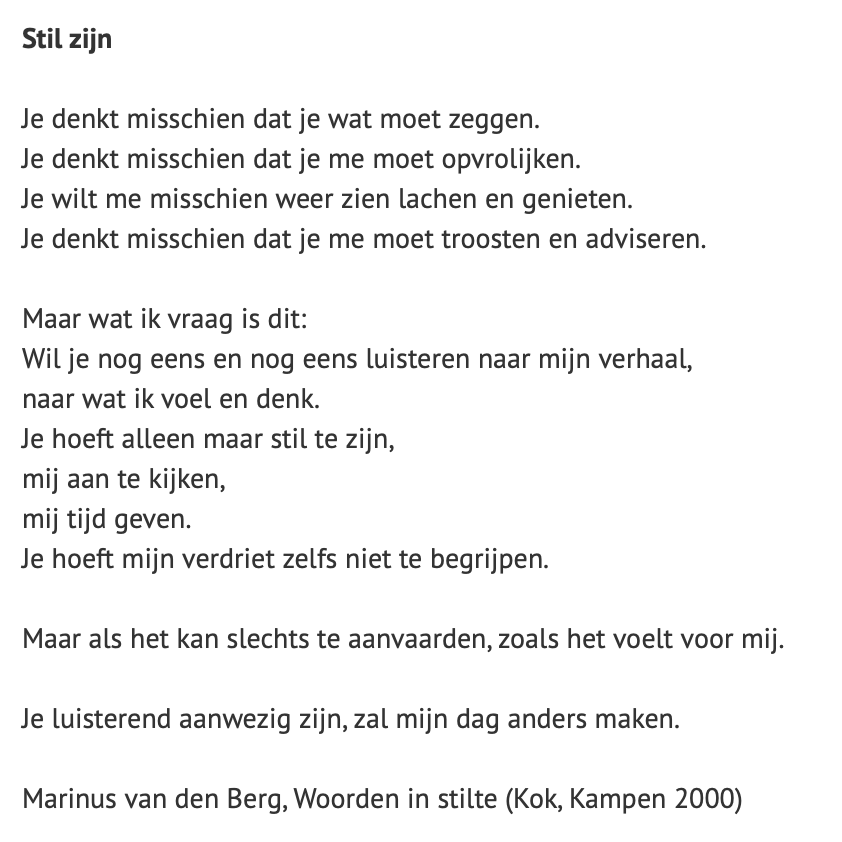 Stil zijn
Je denkt misschien dat je wat moet zeggen.
Je denkt misschien dat je me moet opvrolijken.
Je wilt me misschien weer zien lachen en genieten.
Je denkt misschien dat je me moet troosten en adviseren.
Maar wat ik vraag is dit:
Wil je nog eens en nog eens luisteren naar mijn verhaal,
naar wat ik voel en denk.
Je hoeft alleen maar stil te zijn,
mij aan te kijken,
mij tijd geven.
Je hoeft mijn verdriet zelfs niet te begrijpen.
Maar als het kan slechts te aanvaarden, zoals het voelt voor mij.
Je luisterend aanwezig zijn, zal mijn dag anders maken.
Marinus van den Berg, Woorden in stilte (Kok, Kampen 2000)